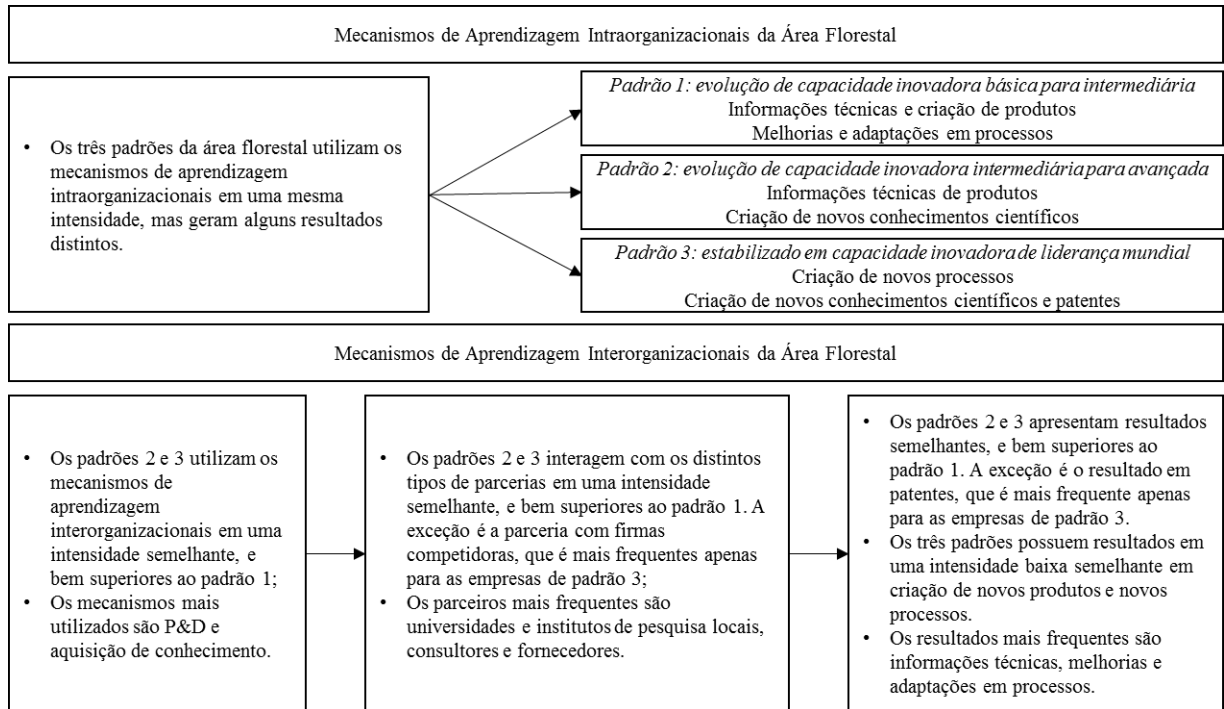 Mecanismos de Aprendizagem Intraorganizacionais da Área Florestal
• Os três padrões da área florestal utilizam os
mecanismos de aprendizagem
intraorganizacionais em uma mesma
intensidade, mas geram alguns resultados
distintos.
Padrão 1: evolução de capacidade inovadora básica para intermediária
Informações técnicas e criação de produtos
Melhorias e adaptações em processos
Padrão 2: evolução de capacidade inovadora intermediária para avançada
Informações técnicas de produtos
Criação de novos conhecimentos científicos
Padrão 3: estabilizado em capacidade inovadora de liderança mundial
Criação de novos processos
Criação de novos conhecimentos científicos e patentes
Mecanismos de Aprendizagem Interorganizacionais da Área Florestal
• Os padrões 2 e 3 utilizam os
mecanismos de
aprendizagem
interorganizacionais em uma
intensidade semelhante, e
bem superiores ao padrão 1;
• Os mecanismos mais
utilizados são P&D e
aquisição de conhecimento.
• Os padrões 2 e 3 interagem com os distintos
tipos de parcerias em uma intensidade
semelhante, e bem superiores ao padrão 1. A
exceção é a parceria com firmas
competidoras, que é mais frequentes apenas
para as empresas de padrão 3;
• Os parceiros mais frequentes são
universidades e institutos de pesquisa locais,
consultores e fornecedores.
• Os padrões 2 e 3 apresentam resultados
semelhantes, e bem superiores ao
padrão 1. A exceção é o resultado em
patentes, que é mais frequente apenas
para as empresas de padrão 3.
• Os três padrões possuem resultados em
uma intensidade baixa semelhante em
criação de novos produtos e novos
processos.
• Os resultados mais frequentes são
informações técnicas, melhorias e
adaptações em processos.